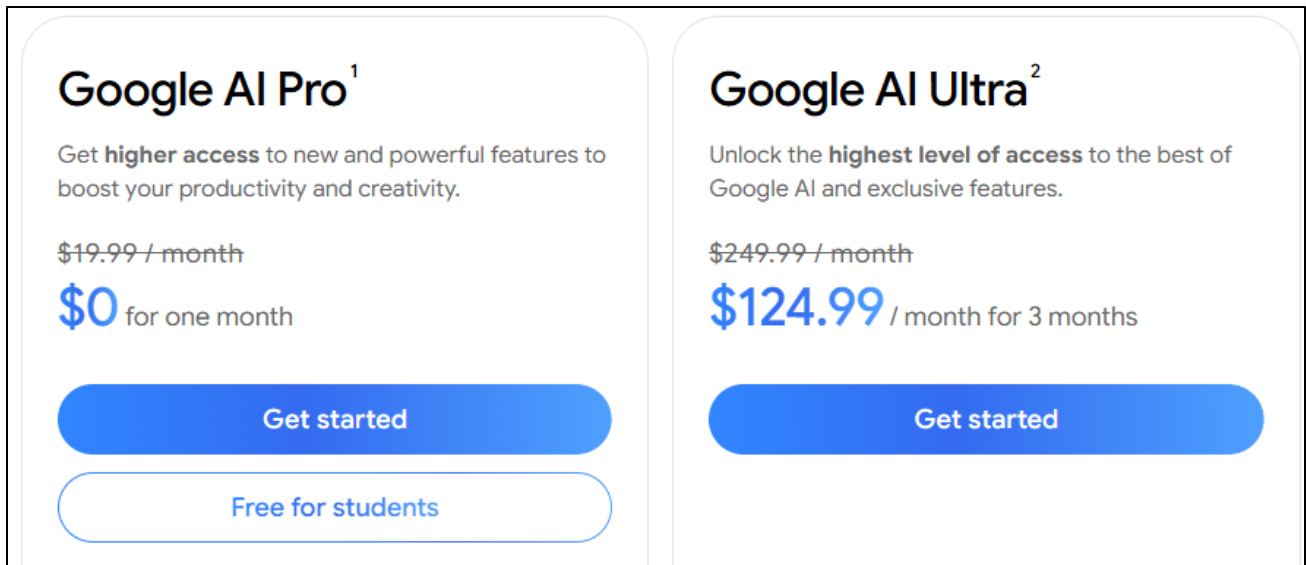 Google AI Pro¹
Get higher access to new and powerful features to
boost your productivity and creativity.
$19.99 / month
$0 for one month
Get started
Free for students
Google AI Ultra²
Unlock the highest level of access to the best of
Google AI and exclusive features.
$249.99 / month
$124.99 / month for 3 months
Get started